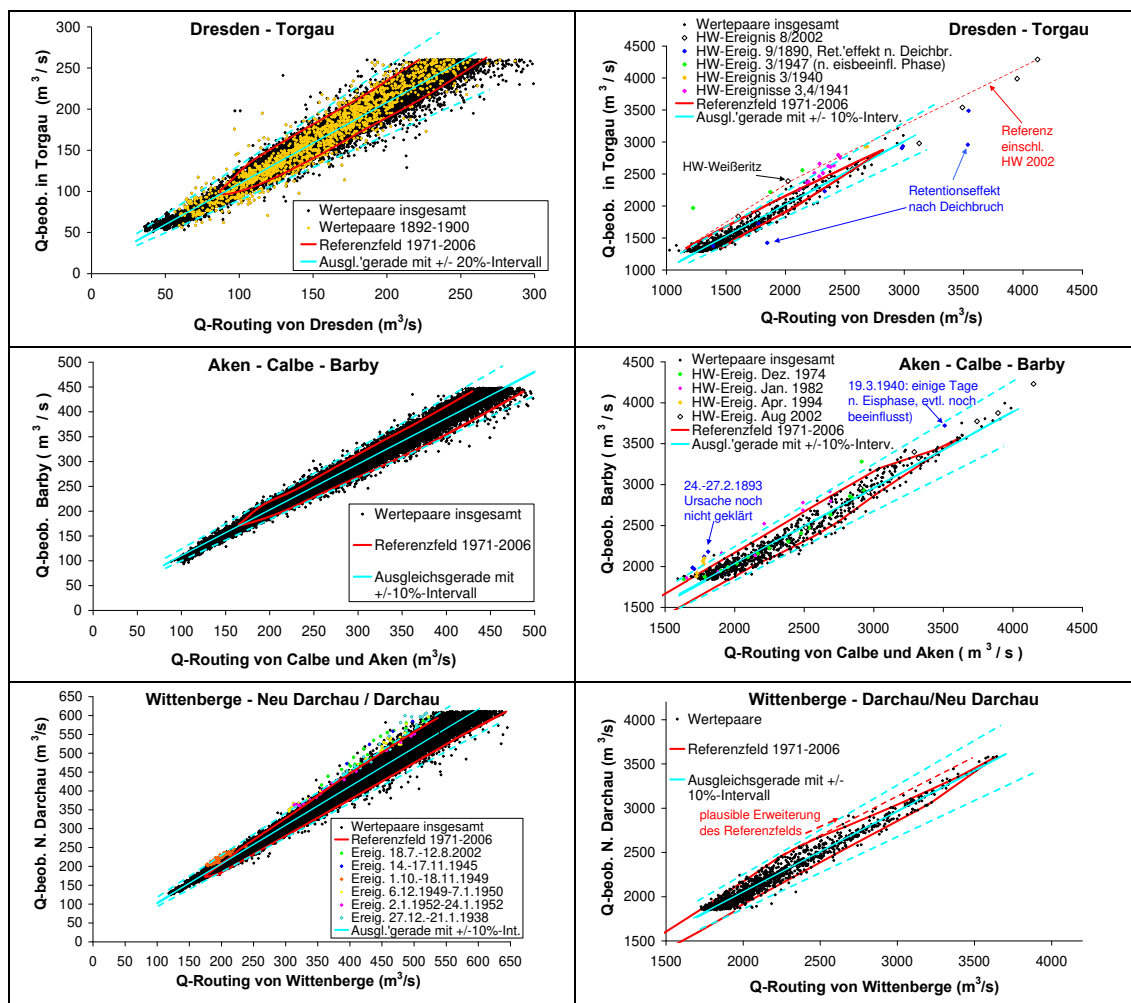 Dresden - Torgau
Q-beob. in Torgau (m³/s)
300
250
200
150
100
50
0
Wertepaare insgesamt
Wertepaare 1892-1900
Referenzfeld 1971-2006
Ausgl.'gerade mit +/- 20%-Intervall
0 50 100 150 200 250 300
Q-Routing von Dresden (m³/s)
Dresden - Torgau
Wertepaare insgesamt
HW-Ereignis 8/2002
HW-Ereig. 9/1890, Ret.'effekt n. Deichbr.
HW-Ereig. 3/1947 (n. eisbeeinfl. Phase)
HW-Ereignis 3/1940
HW-Ereignisse 3,4/1941
Referenzfeld 1971-2006
Ausgl.'gerade mit +/- 10%-Interv.
Q-beob. in Torgau (m³/s)
4500
4000
3500
3000
2500
2000
1500
1000
HW-Weißeritz
Referenz
einschl.
HW 2002
Retentionseffekt
nach Deichbruch
1000 1500 2000 2500 3000 3500 4000 4500
Q-Routing von Dresden (m³/s)
Aken - Calbe - Barby
Q-beob. Barby (m³/s)
500
450
400
350
300
250
200
150
100
50
0
Wertepaare insgesamt
Referenzfeld 1971-2006
Ausgleichsgerade mit
+/-10%-Intervall
0 50 100 150 200 250 300 350 400 450 500
Q-Routing von Calbe und Aken (m³/s)
Aken - Calbe - Barby
Wertepaare insgesamt
HW-Ereig. Dez. 1974
HW-Ereig. Jan. 1982
HW-Ereig. Apr. 1994
HW-Ereig. Aug 2002
Referenzfeld 1971-2006
Ausgl.'gerade mit +/-10%-Interv.
19.3.1940: einige Tage
n. Eisphase, evtl. noch
beeinflusst)
24.-27.2.1893
Ursache noch
nicht geklärt
Q-beob. Barby (m³/s)
4500
4000
3500
3000
2500
2000
1500
1500 2000 2500 3000 3500 4000 4500
Q-Routing von Calbe und Aken (m³/s)
Wittenberge - Neu Darchau / Darchau
Q-beob. N. Darchau (m³/s)
650
600
550
500
450
400
350
300
250
200
150
100
50
0
Wertepaare insgesamt
Referenzfeld 1971-2006
Ereig. 18.7.-12.8.2002
Ereig. 14.-17.11.1945
Ereig. 1.10.-18.11.1949
Ereig. 6.12.1949-7.1.1950
Ereig. 2.1.1952-24.1.1952
Ereig. 27.12.-21.1.1938
Ausgl.'gerade mit +/-10%-Int.
0 50 100 150 200 250 300 350 400 450 500 550 600 650
Q-Routing von Wittenberge (m³/s)
Wittenberge - Darchau/Neu Darchau
Wertepaare
Referenzfeld 1971-2006
Ausgleichsgerade mit +/-
10%-Intervall
plausible Erweiterung
des Referenzfelds
Q-beob. N. Darchau (m³/s)
4000
3500
3000
2500
2000
1500
1500 2000 2500 3000 3500 4000
Q-Routing von Wittenberge (m³/s)